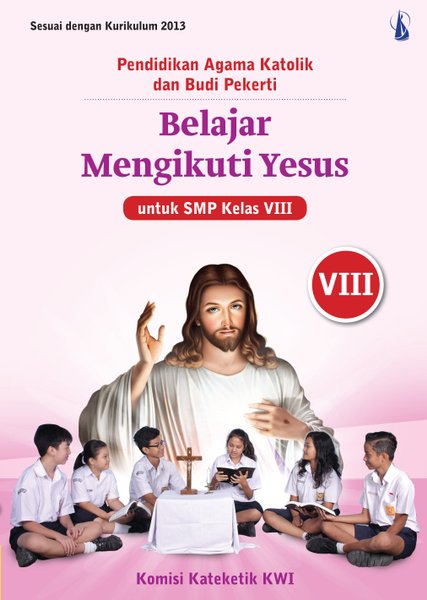 Sesuai dengan Kurikulum 2013
Pendidikan Agama Katolik
dan Budi Pekerti
Belajar
Mengikuti Yesus
untuk SMP Kelas VIII
VIII
Komisi Kateketik KWI